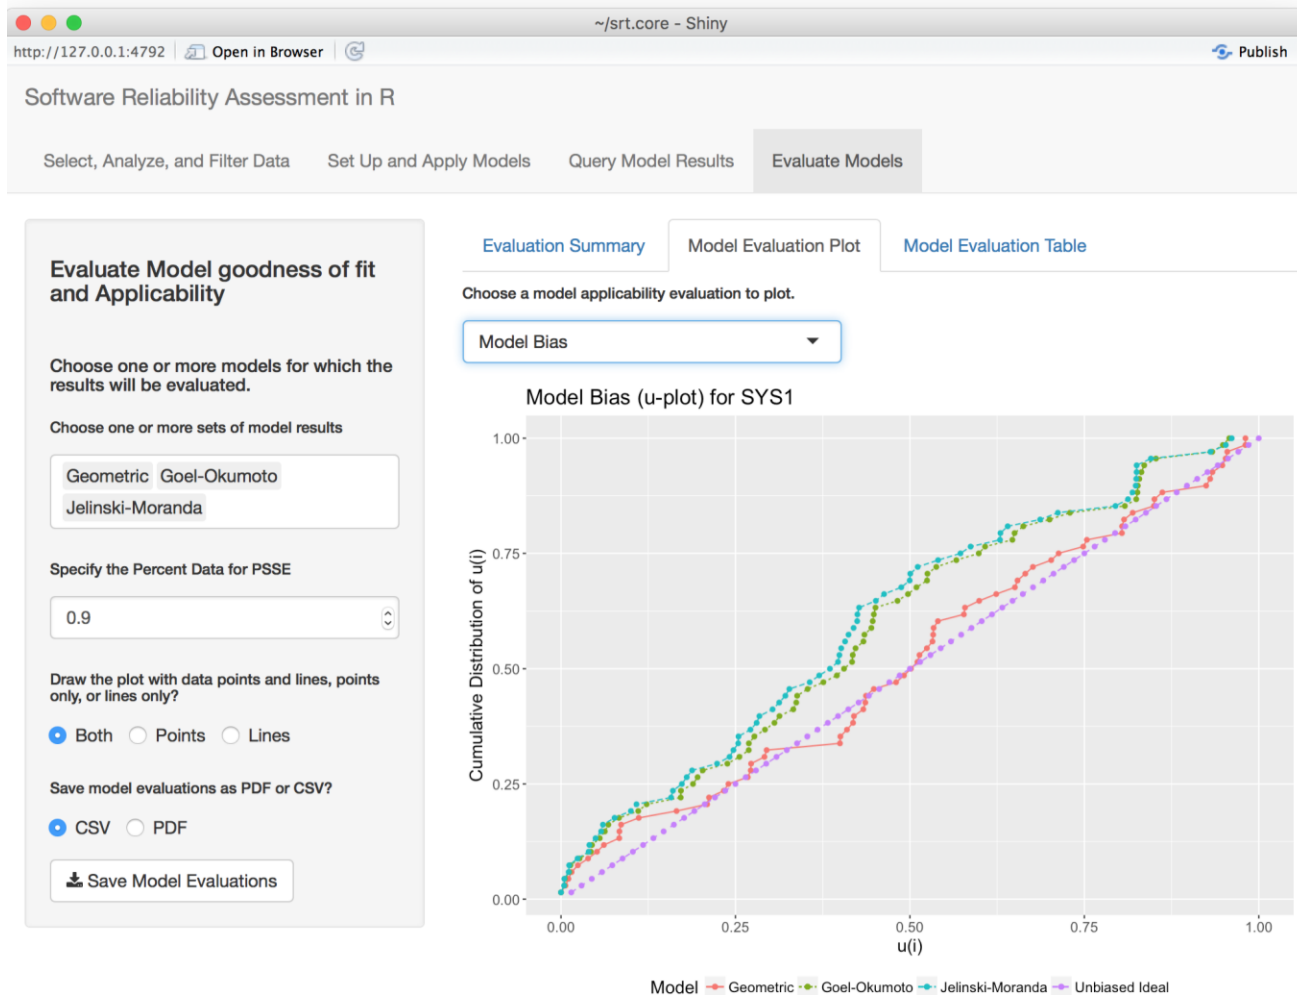 ~/srt.core - Shiny
http://127.0.0.1:4792 Open in Browser Publish
Software Reliability Assessment in R
Select, Analyze, and Filter Data Set Up and Apply Models Query Model Results Evaluate Models
Evaluate Model goodness of fit
and Applicability
Choose one or more models for which the
results will be evaluated.
Choose one or more sets of model results
Geometric Goel-Okumoto
Jelinski-Moranda
Specify the Percent Data for PSSE
0.9
Draw the plot with data points and lines, points
only, or lines only?
Both Points Lines
Save model evaluations as PDF or CSV?
CSV PDF
Save Model Evaluations
Evaluation Summary Model Evaluation Plot Model Evaluation Table
Choose a model applicability evaluation to plot.
Model Bias
Model Bias (u-plot) for SYS1
Cumulative Distribution of u(i)
1.00
0.75
0.50
0.25
0.00
0.00 0.25 0.50 0.75 1.00
u(i)
Model Geometric Goel-Okumoto Jelinski-Moranda Unbiased Ideal